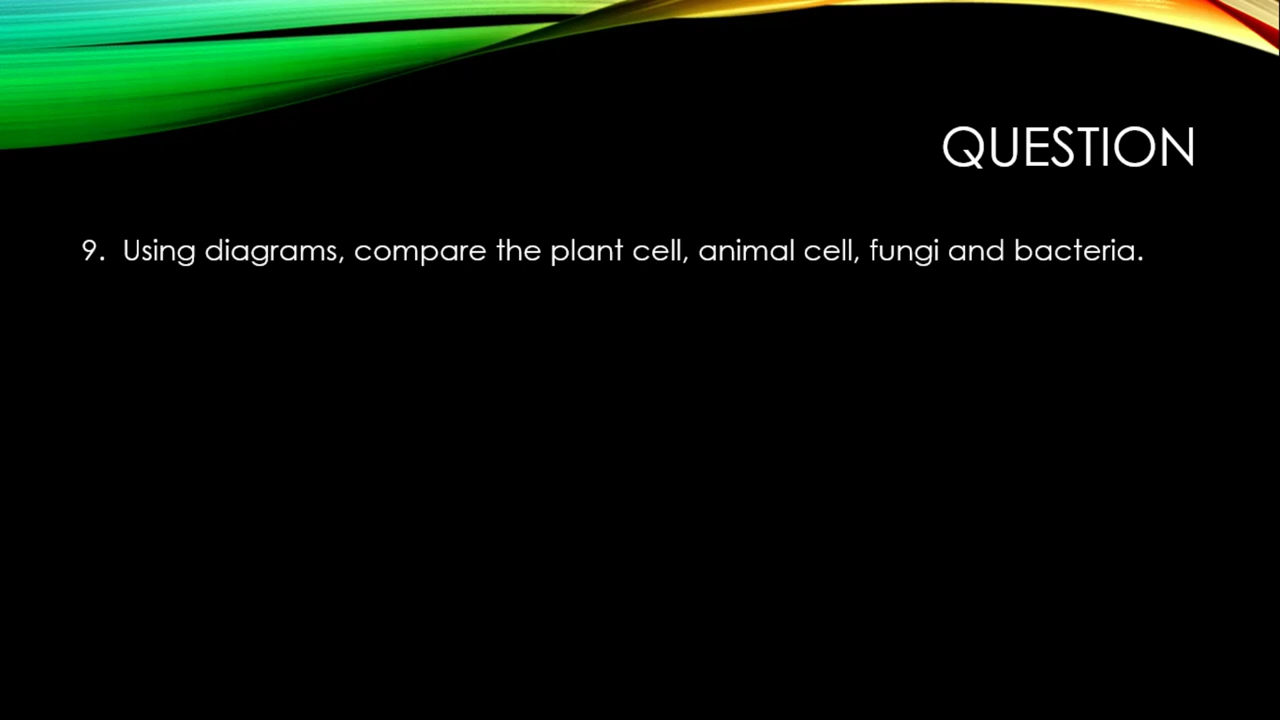 QUESTION
9. Using diagrams, compare the plant cell, animal cell, fungi and bacteria.